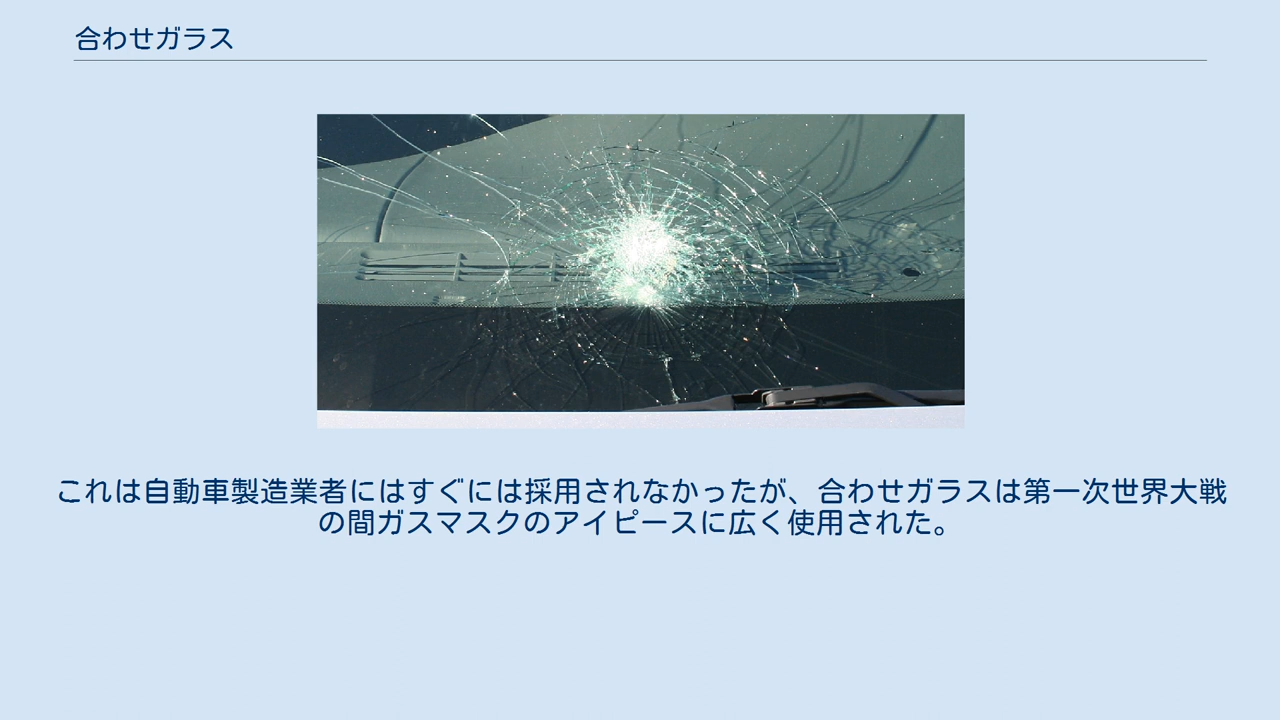 合わせガラス
これは自動車製造業者にはすぐには採用されなかったが、合わせガラスは第一次世界大戦
の間ガスマスクのアイピースに広く使用された。